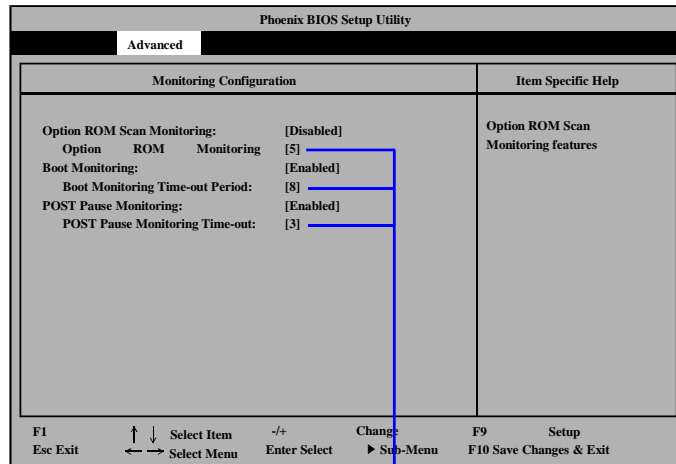 Phoenix BIOS Setup Utility
Advanced
Monitoring Configuration
Item Specific Help
Option ROM Scan Monitoring: [Disabled]
Option ROM Monitoring [5]
Boot Monitoring: [Enabled]
Boot Monitoring Time-out Period: [8]
POST Pause Monitoring: [Enabled]
POST Pause Monitoring Time-out: [3]
Option ROM Scan
Monitoring features
F1 ↑ ↓ Select Item -/+ Change F9 Setup
Esc Exit ← → Select Menu Enter Select ▶ Sub-Menu F10 Save Changes & Exit